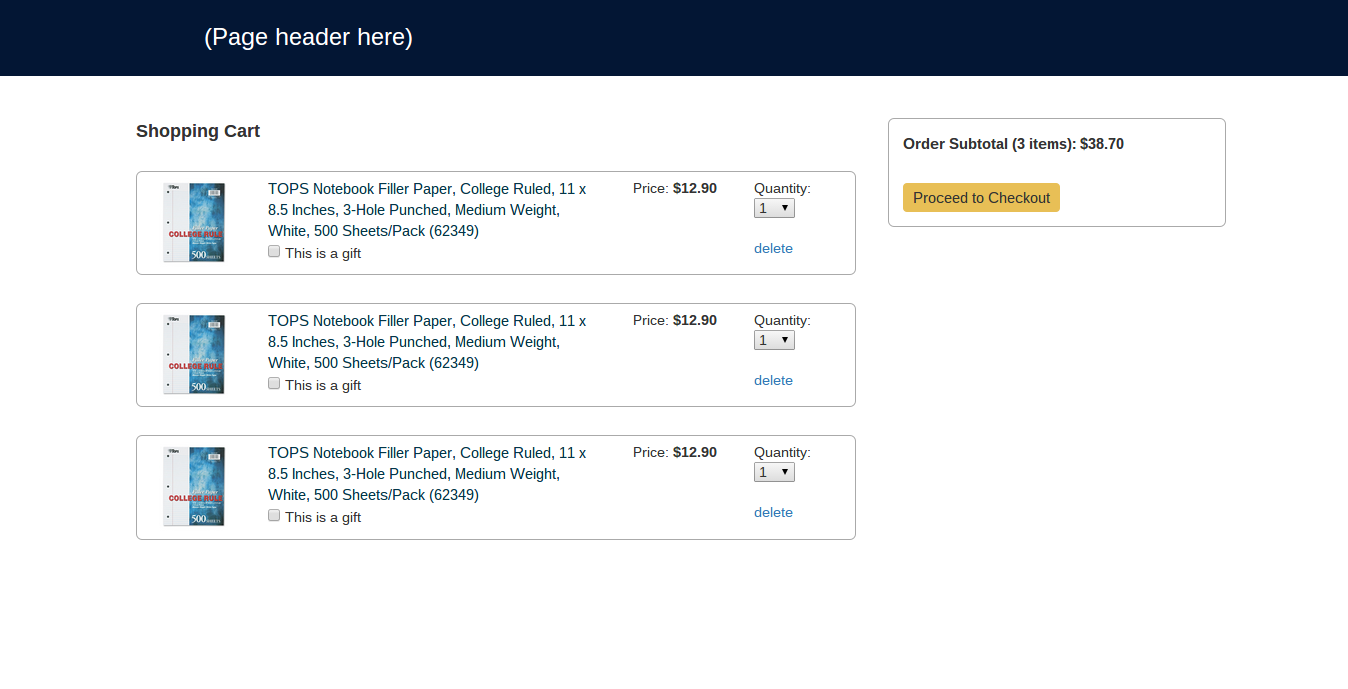 (Page header here)
Shopping Cart
TOPS Notebook Filler Paper, College Ruled, 11 x
8.5 Inches, 3-Hole Punched, Medium Weight,
White, 500 Sheets/Pack (62349)
This is a gift
Price: $12.90
Quantity:
1
delete
COLLEGE RULE
500
TOPS Notebook Filler Paper, College Ruled, 11 x
8.5 Inches, 3-Hole Punched, Medium Weight,
White, 500 Sheets/Pack (62349)
This is a gift
Price: $12.90
Quantity:
1
delete
COLLEGE RULE
500
TOPS Notebook Filler Paper, College Ruled, 11 x
8.5 Inches, 3-Hole Punched, Medium Weight,
White, 500 Sheets/Pack (62349)
This is a gift
Price: $12.90
Quantity:
1
delete
COLLEGE RULE
500
Order Subtotal (3 items): $38.70
Proceed to Checkout